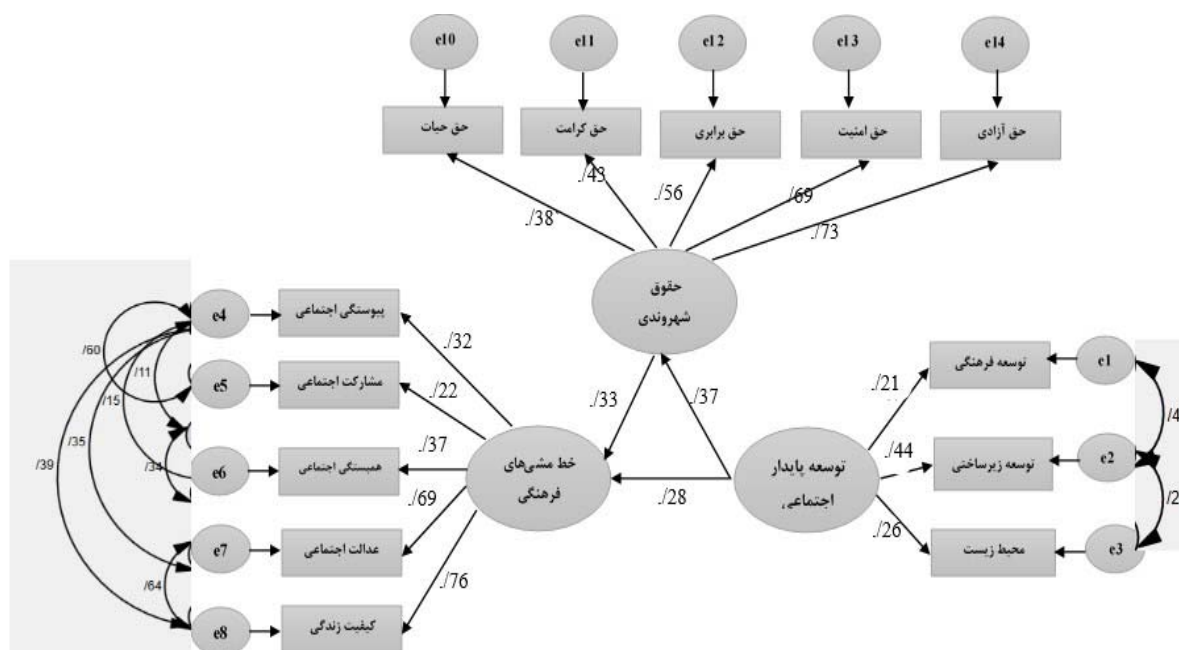 e10
e11
e12
e13
e14
حق حیات
حق کرامت
حق برابری
حق امنیت
حق آزادی
./38
./43
./56
./69
./73
حقوق
شهروندی
e4
پیوستگی اجتماعی
./32
e5
مشارکت اجتماعی
./22
e6
همبستگی اجتماعی
./37
e7
عدالت اجتماعی
./69
e8
کیفیت زندگی
./76
/60
/11
/15
/35
/39
/34
/64
خط مشی‌های
فرهنگی
./33
./37
./28
توسعه پایدار
اجتماعی
./21
توسعه فرهنگی
e1
./44
توسعه زیرساختی
e2
./26
محیط زیست
e3
/4
/2